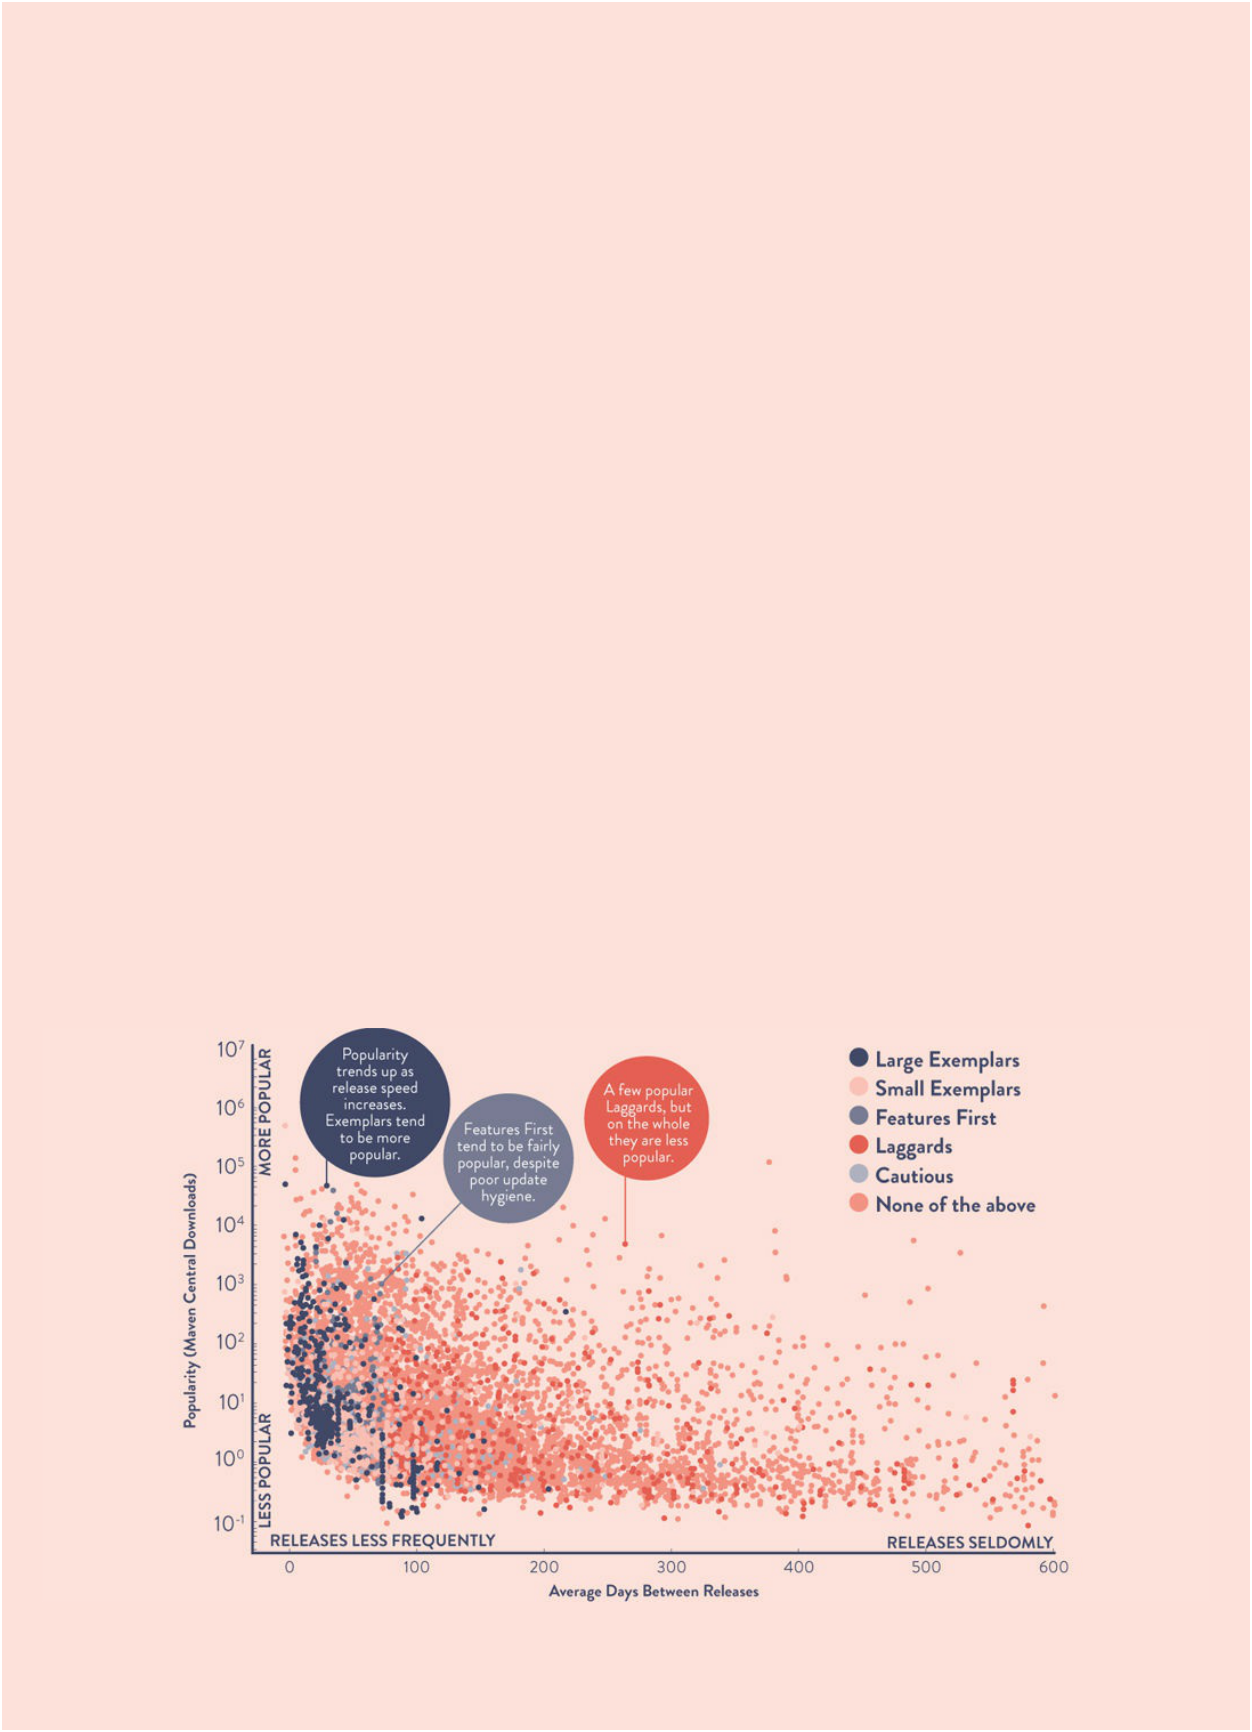 Popularity
trends up as
release speed
increases.
Exemplars tend
to be more
popular.
Features First
tend to be fairly
popular, despite
poor update
hygiene.
A few popular
Laggards, but
on the whole
they are less
popular.
Large Exemplars
Small Exemplars
Features First
Laggards
Cautious
None of the above
Popularity (Maven Central Downloads)
MORE POPULAR
LESS POPULAR
10⁷
10⁶
10⁵
10⁴
10³
10²
10¹
10⁰
10⁻¹
RELEASES LESS FREQUENTLY
RELEASES SELDOMLY
0 100 200 300 400 500 600
Average Days Between Releases